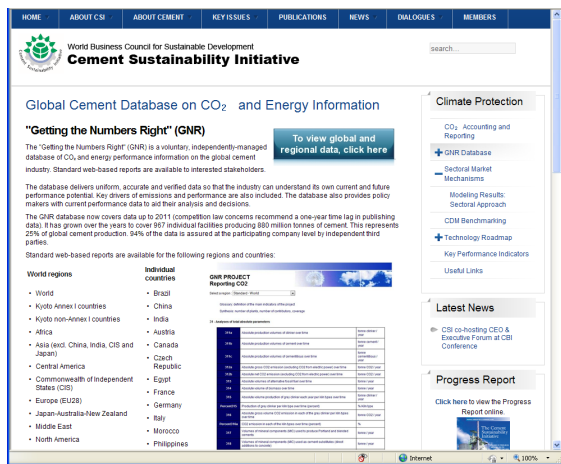 HOME
ABOUT CSI
ABOUT CEMENT
KEY ISSUES
PUBLICATIONS
NEWS
DIALOGUES
MEMBERS
World Business Council for Sustainable Development
Cement Sustainability Initiative
search...
Global Cement Database on CO₂ and Energy Information
"Getting the Numbers Right" (GNR)
The "Getting the Numbers Right" (GNR) is a voluntary, independently-managed
database of CO₂ and energy performance information on the global cement
industry. Standard web-based reports are available to interested stakeholders.
To view global and
regional data, click here
The database delivers uniform, accurate and verified data so that the industry can understand its own current and future
performance potential. Key drivers of emissions and performance are also included. The database also provides policy
makers with current performance data to aid their analysis and decisions.
The GNR database now covers data up to 2011 (competition law concerns recommend a one-year time lag in publishing
data). It has grown over the years to cover 967 individual facilities producing 880 million tonnes of cement. This represents
25% of global cement production. 94% of the data is assured at the participating company level by independent third
parties.
Standard web-based reports are available for the following regions and countries:
World regions
• World
• Kyoto Annex I countries
• Kyoto non-Annex I countries
• Africa
• Asia (excl. China, India, CIS and
Japan)
• Central America
• Commonwealth of Independent
States (CIS)
• Europe (EU28)
• Japan-Australia-New Zealand
• Middle East
• North America
Individual
countries
• Brazil
• China
• India
• Austria
• Canada
• Czech
Republic
• Egypt
• France
• Germany
• Italy
• Morocco
• Philippines
GNR PROJECT
Reporting CO2
Climate Protection
CO₂ Accounting and
Reporting
GNR Database
Sectoral Market
Mechanisms
Modeling Results:
Sectoral Approach
CDM Benchmarking
Technology Roadmap
Key Performance Indicators
Useful Links
Latest News
CSI co-hosting CEO &
Executive Forum at CBI
Conference
Progress Report
Click here to view the Progress
Report online.
The Cement
Sustainability
Initiative
Internet
100%